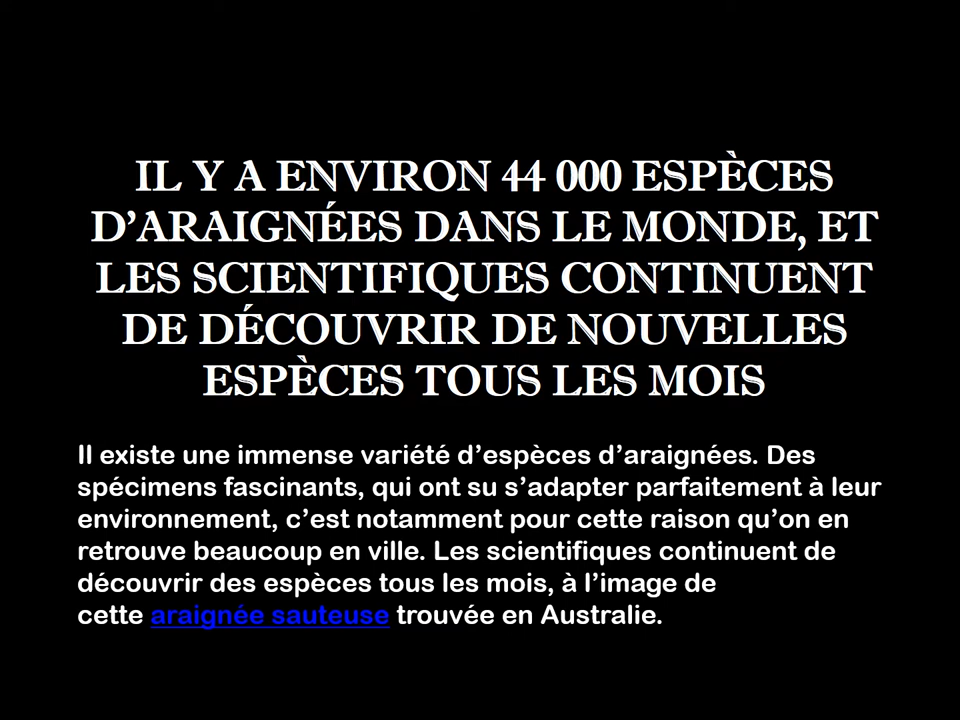 IL Y A ENVIRON 44 000 ESPÈCES
D’ARAIGNÉES DANS LE MONDE, ET
LES SCIENTIFIQUES CONTINUENT
DE DÉCOUVRIR DE NOUVELLES
ESPÈCES TOUS LES MOIS
Il existe une immense variété d’espèces d’araignées. Des
spécimens fascinants, qui ont su s’adapter parfaitement à leur
environnement, c’est notamment pour cette raison qu’on en
retrouve beaucoup en ville. Les scientifiques continuent de
découvrir des espèces tous les mois, à l’image de
cette araignée sauteuse trouvée en Australie.